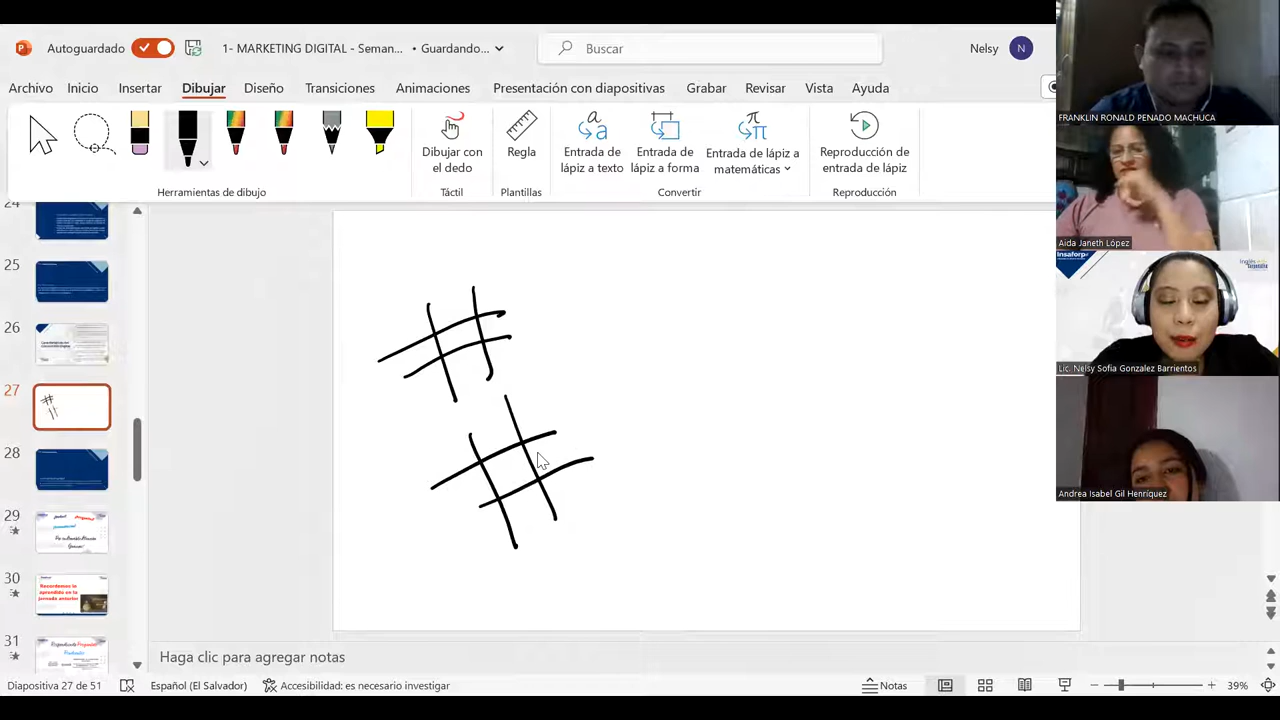 Autoguardado
1- MARKETING DIGITAL - Seman... • Guardando...
Buscar
Nelsy
N
Archivo Inicio Insertar Dibujar Diseño Transiciones Animaciones Presentación con diapositivas Grabar Revisar Vista Ayuda
Dibujar con
el dedo
Regla
Entrada de
lápiz a texto
Entrada de
lápiz a forma
Entrada de lápiz a
matemáticas
Reproducción de
entrada de lápiz
Herramientas de dibujo
Táctil
Plantillas
Convertir
Reproducción
24
25
26
27
#
#
28
29
30
Recordemos lo
aprendido en la
jornada anterior
31
Haga clic para agregar notas
Diapositiva 27 de 51
Español (El Salvador)
Accesibilidad: es necesario investigar
Notas
39%
FRANKLIN RONALD PENADO MACHUCA
Aida Janeth López
Insaforp
Inglés
Lic. Nelsy Sofia Gonzalez Barrientos
Andrea Isabel Gil Henríquez